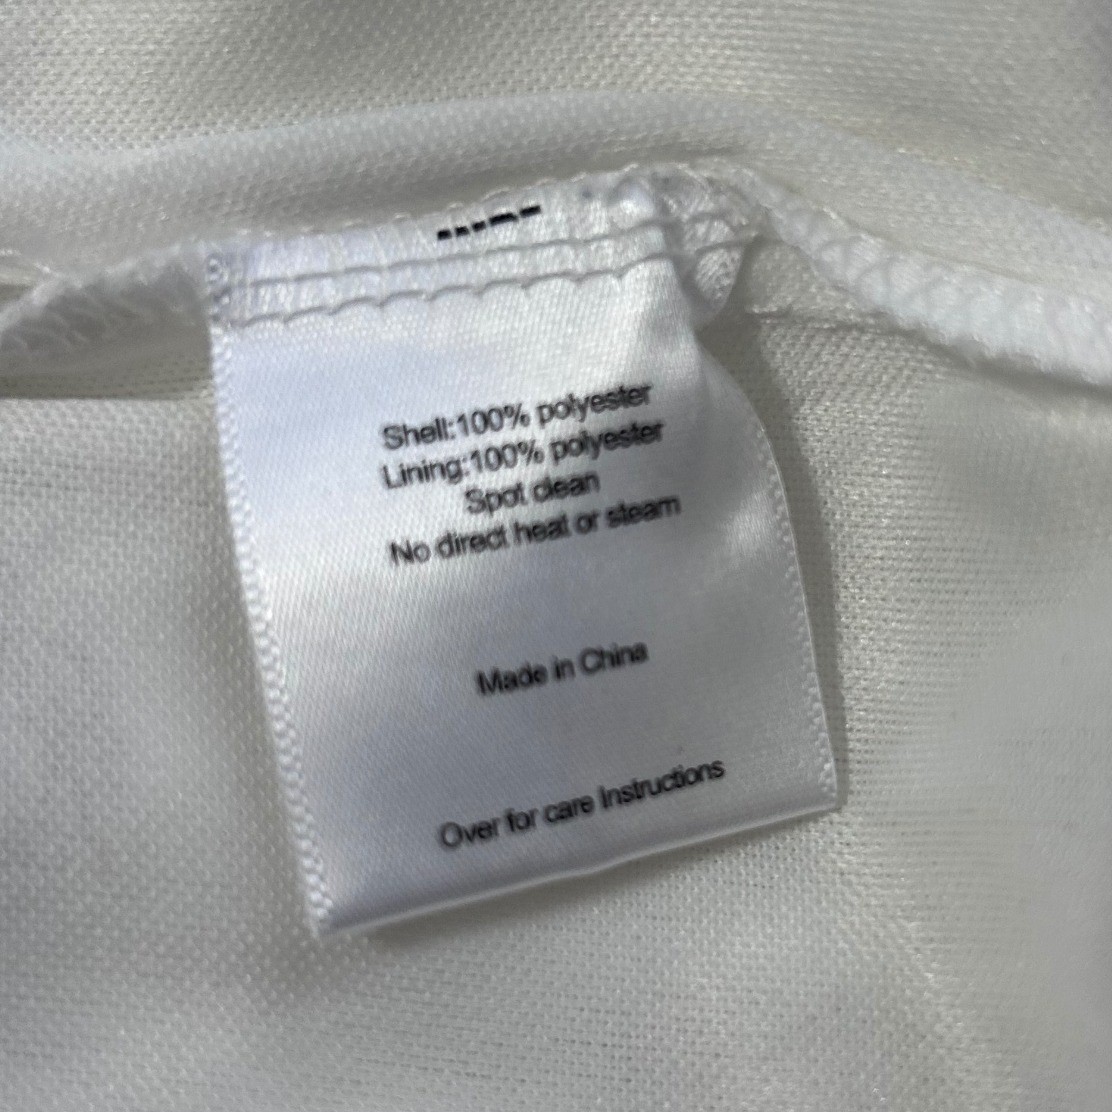 Shell:100% polyester
Lining:100% polyester
Spot clean
No direct heat or steam
Made in China
Over for care Instructions